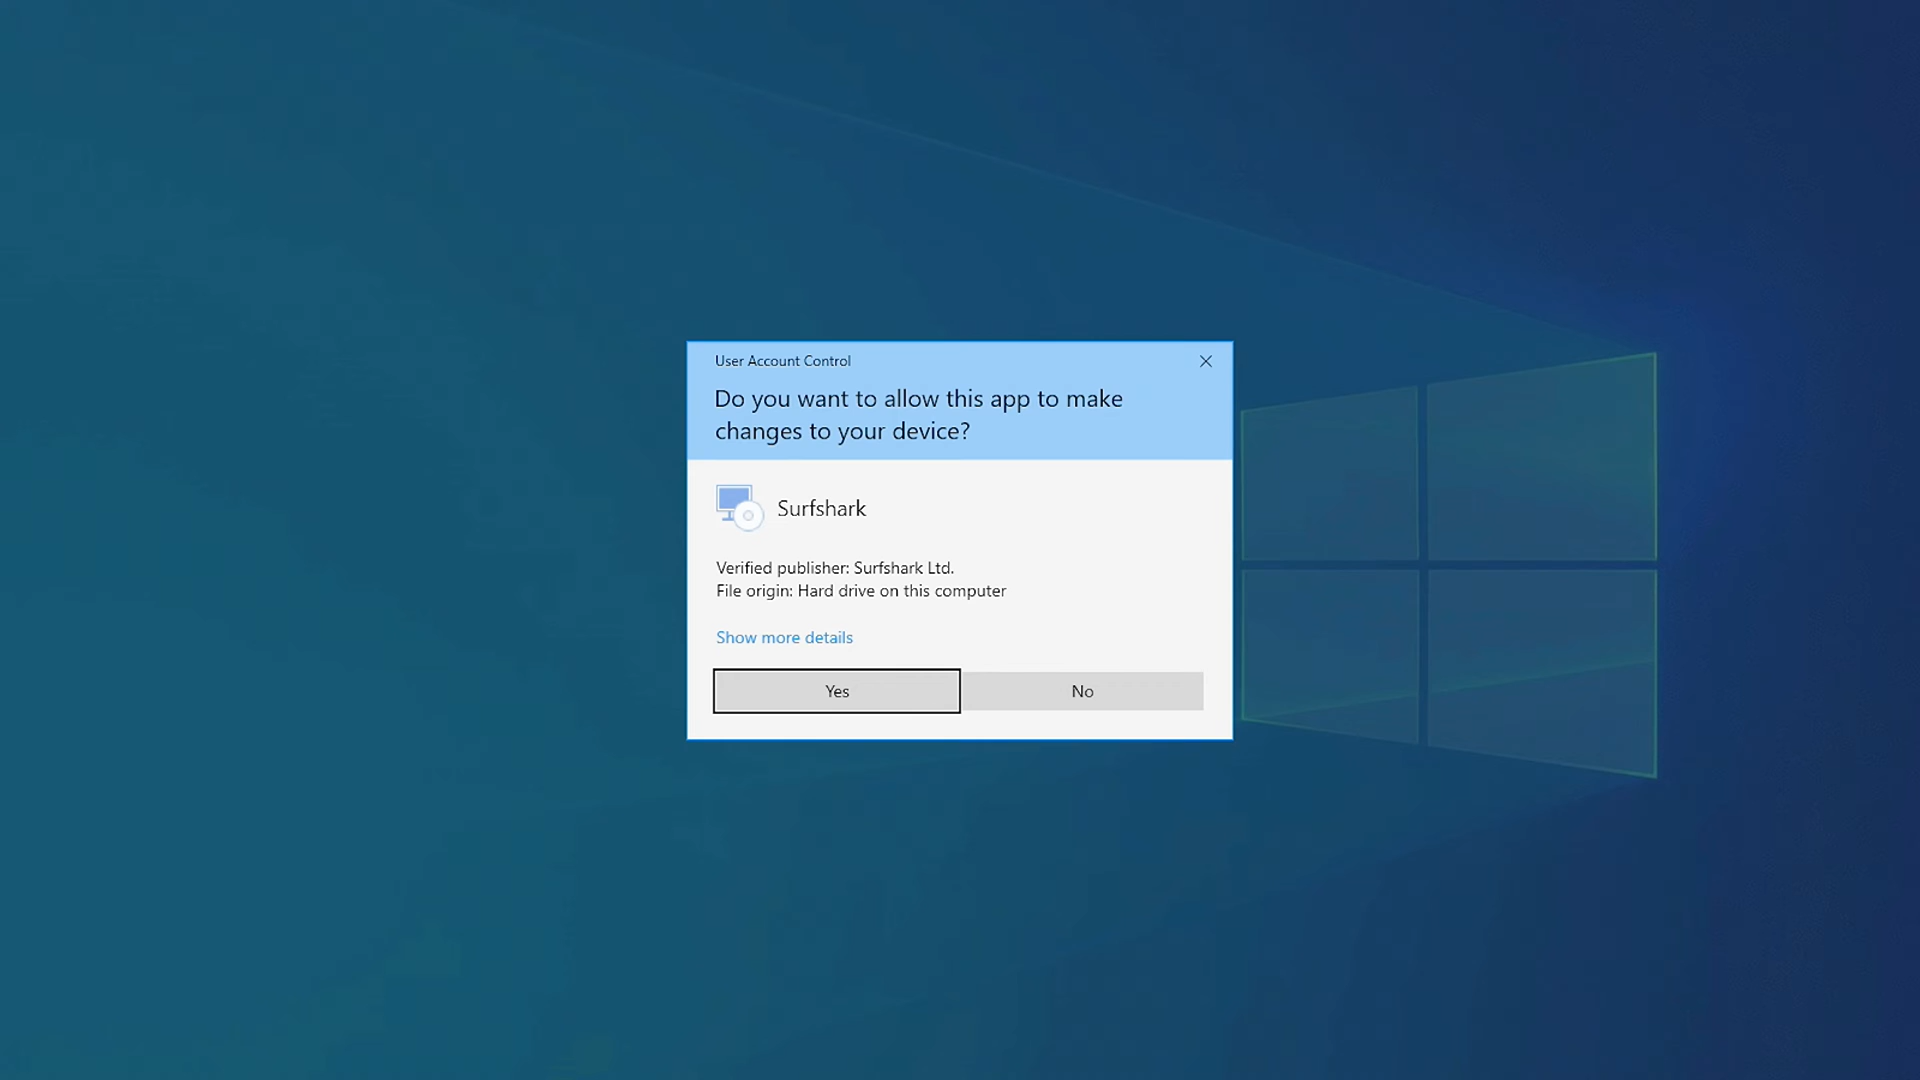 User Account Control
Do you want to allow this app to make
changes to your device?
Surfshark
Verified publisher: Surfshark Ltd.
File origin: Hard drive on this computer
Show more details
Yes
No